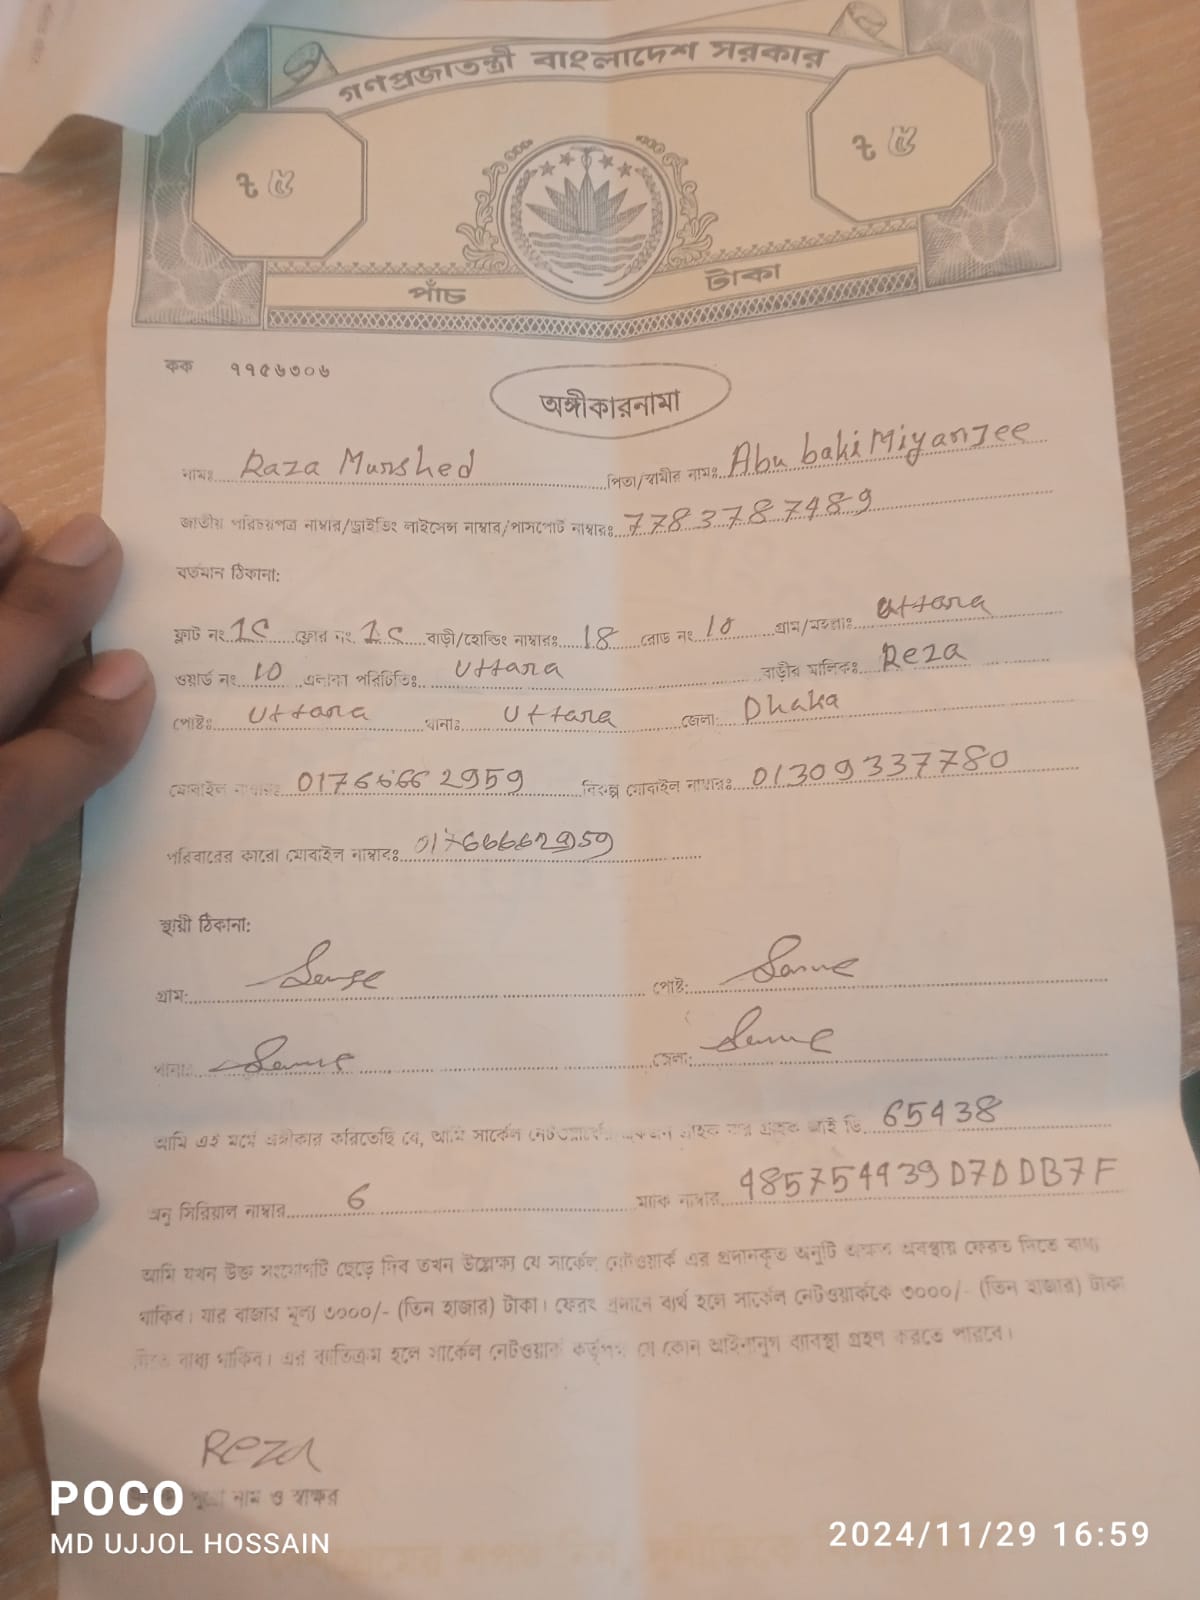 গণপ্রজাতন্ত্রী বাংলাদেশ সরকার
৳ ৫ ৳ ৫
পাঁচ টাকা
কক ৭৭৫৬৩০৬
অঙ্গীকারনামা
নামঃ Raza Munshed পিতা/স্বামীর নামঃ Abu baki Miyanjee
জাতীয় পরিচয়পত্র নাম্বার/ড্রাইভিং লাইসেন্স নাম্বার/পাসপোর্ট নাম্বারঃ 7783787489
বর্তমান ঠিকানা:
ফ্লাট নং 1C ফ্লোর নং 1C বাড়ী/হোল্ডিং নাম্বারঃ 18 রোড নং 10 গ্রাম/মহল্লাঃ Uttara
ওয়ার্ড নং 10 এলাকা পরিচিতিঃ Uttara বাড়ীর মালিকঃ Reza
পোষ্টঃ Uttara থানাঃ Uttara জেলা: Dhaka
মোবাইল নাম্বারঃ 01766662959 বিকল্প মোবাইল নাম্বারঃ 01309337780
পরিবারের কারো মোবাইল নাম্বারঃ 01766662959
স্থায়ী ঠিকানা:
গ্রাম: Same পোষ্ট: Same
থানা: Same জেলা: Same
আমি এই মর্মে অঙ্গীকার করিতেছি যে, আমি সার্কেল নেটওয়ার্কের একজন গ্রাহক যার গ্রাহক আই ডি 65438
অনু সিরিয়াল নাম্বার 6 ম্যাক নাম্বার 485754439D7DDB7F
আমি যখন উক্ত সংযোগটি ছেড়ে দিব তখন উল্লেক্ষ্য যে সার্কেল নেটওয়ার্ক এর প্রদানকৃত অনুটি অক্ষত অবস্থায় ফেরত দিতে বাধ্য
থাকিব। যার বাজার মূল্য ৩০০০/- (তিন হাজার) টাকা। ফেরৎ প্রদানে ব্যর্থ হলে সার্কেল নেটওয়ার্ককে ৩০০০/- (তিন হাজার) টাকা
দিতে বাধ্য থাকিব। এর ব্যতিক্রম হলে সার্কেল নেটওয়ার্ক কর্তৃপক্ষ যে কোন আইনানুগ ব্যবস্থা গ্রহণ করতে পারবে।
Reza
নাম ও স্বাক্ষর
POCO
MD UJJOL HOSSAIN
2024/11/29 16:59